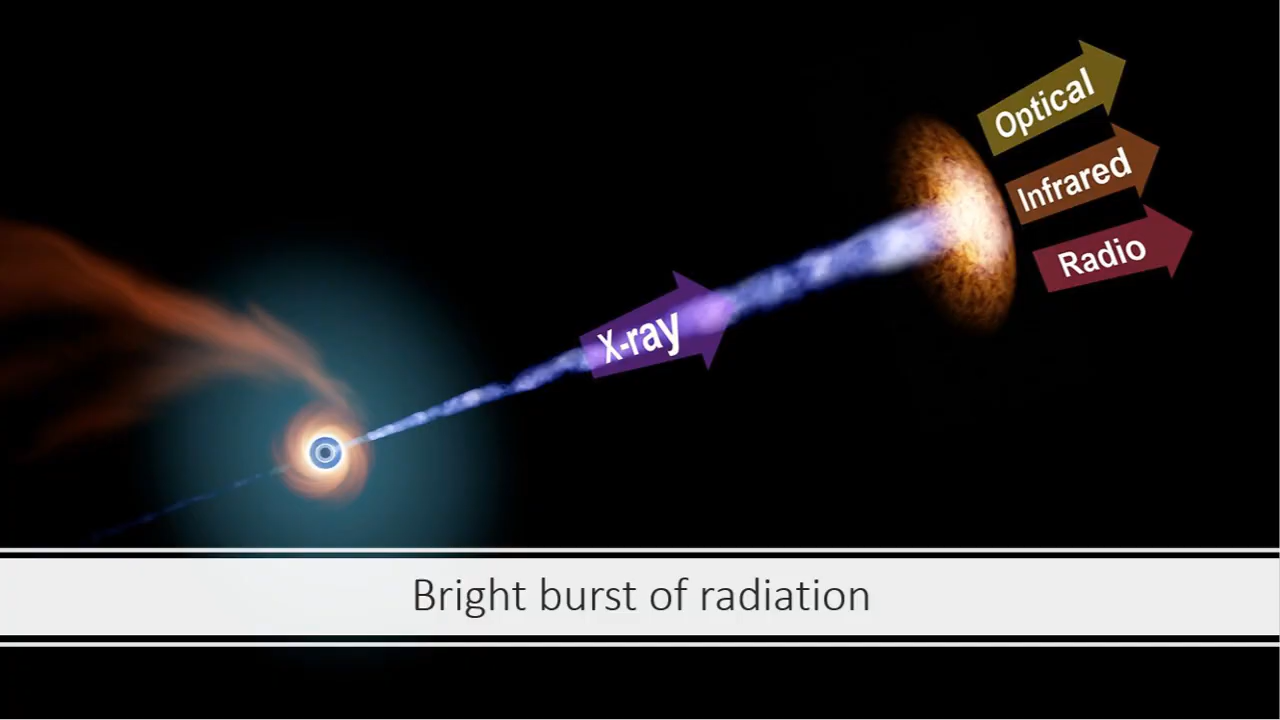 Optical
Infrared
Radio
X-ray
Bright burst of radiation